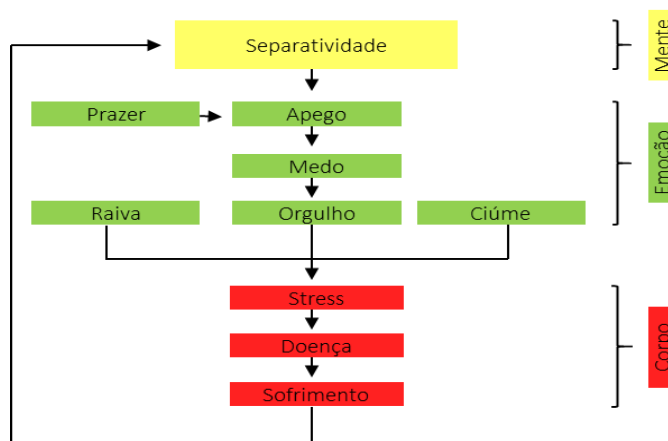 Separatividade
Mente
Prazer
Apego
Medo
Raiva
Orgulho
Ciúme
Emoção
Stress
Doença
Sofrimento
Corpo